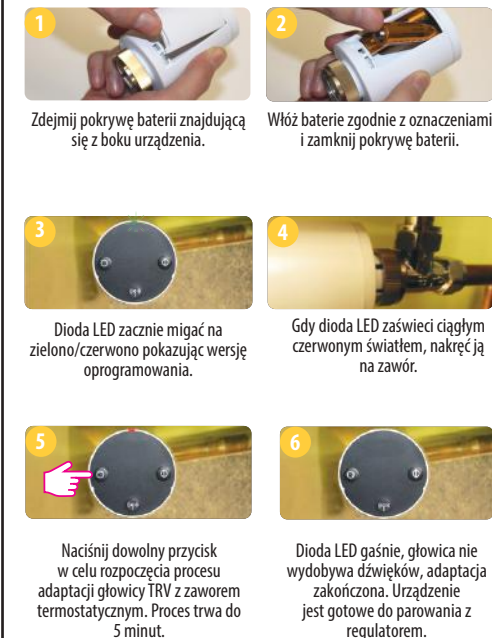 1
Zdejmij pokrywę baterii znajdującą
się z boku urządzenia.
2
Włóż baterie zgodnie z oznaczeniami
i zamknij pokrywę baterii.
3
Dioda LED zacznie migać na
zielono/czerwono pokazując wersję
oprogramowania.
4
Gdy dioda LED zaświeci ciągłym
czerwonym światłem, nakręć ją
na zawór.
5
Naciśnij dowolny przycisk
w celu rozpoczęcia procesu
adaptacji głowicy TRV z zaworem
termostatycznym. Proces trwa do
5 minut.
6
Dioda LED gaśnie, głowica nie
wydobywa dźwięków, adaptacja
zakończona. Urządzenie
jest gotowe do parowania z
regulatorem.